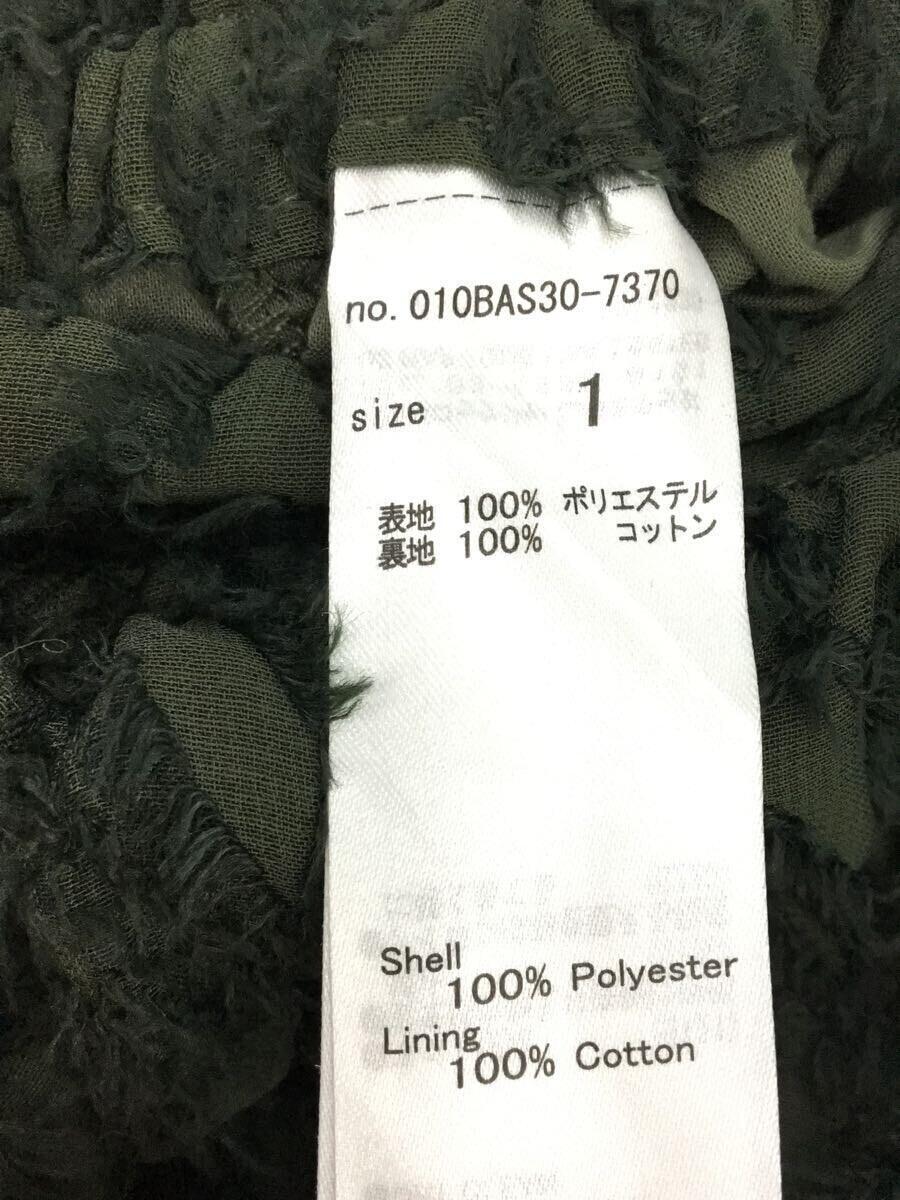 no. 010BAS30-7370
size 1
表地 100% ポリエステル
裏地 100% コットン
Shell
100% Polyester
Lining
100% Cotton